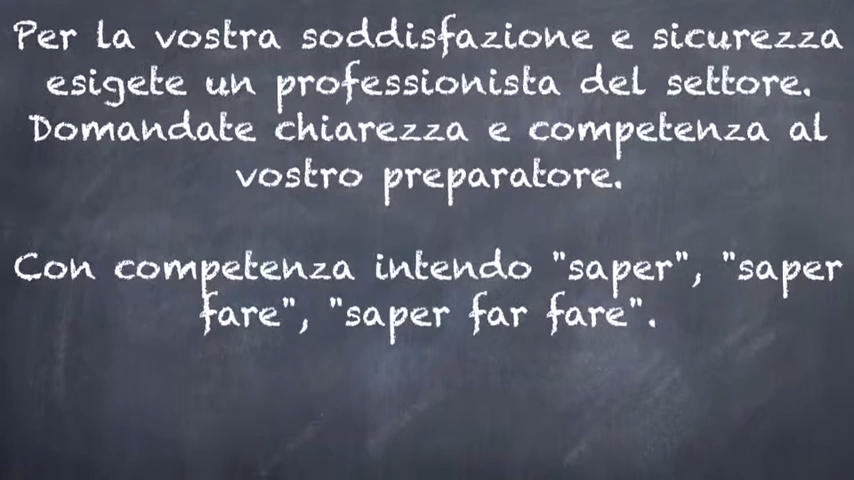 Per la vostra soddisfazione e sicurezza
esigete un professionista del settore.
Domandate chiarezza e competenza al
vostro preparatore.
Con competenza intendo "saper", "saper
fare", "saper far fare".